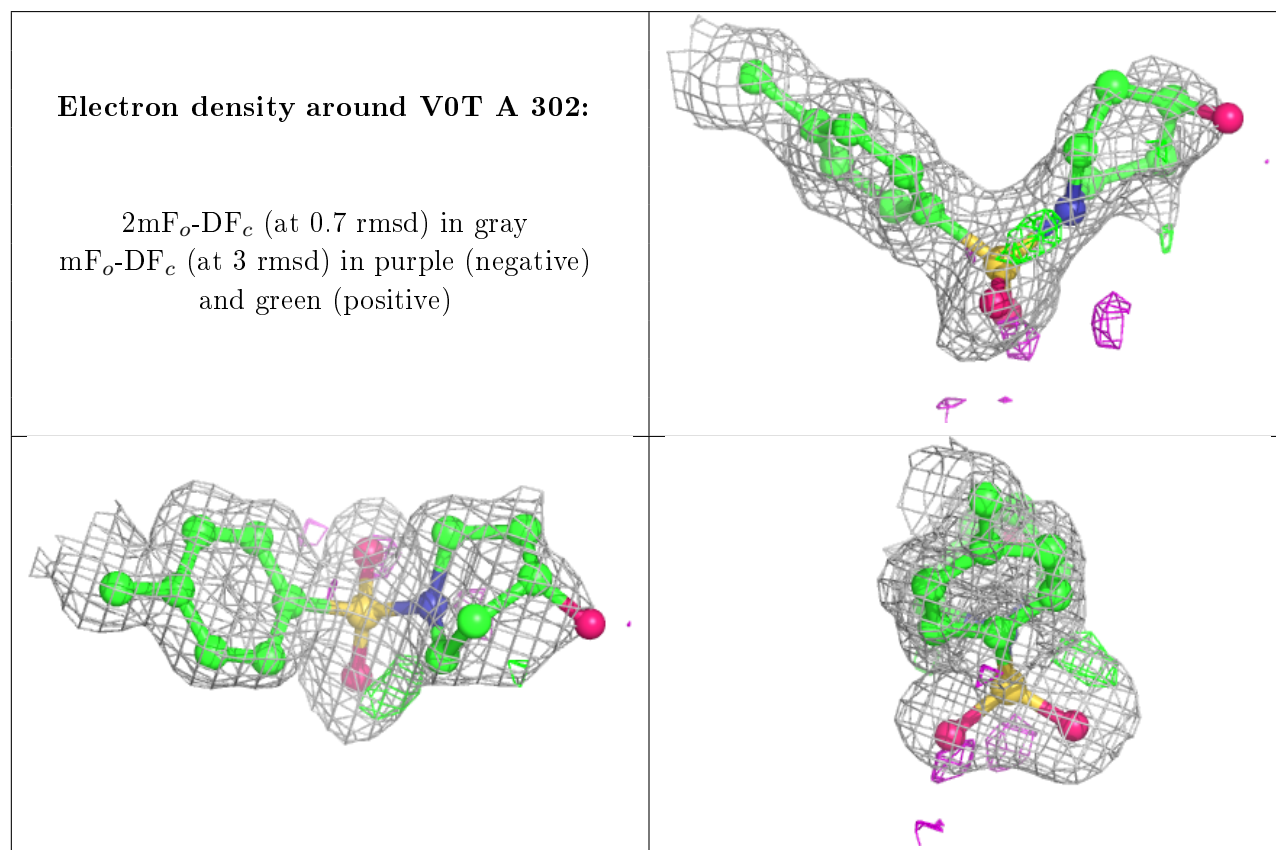 Electron density around V0T A 302:
2mFo-DFc (at 0.7 rmsd) in gray
mFo-DFc (at 3 rmsd) in purple (negative)
and green (positive)